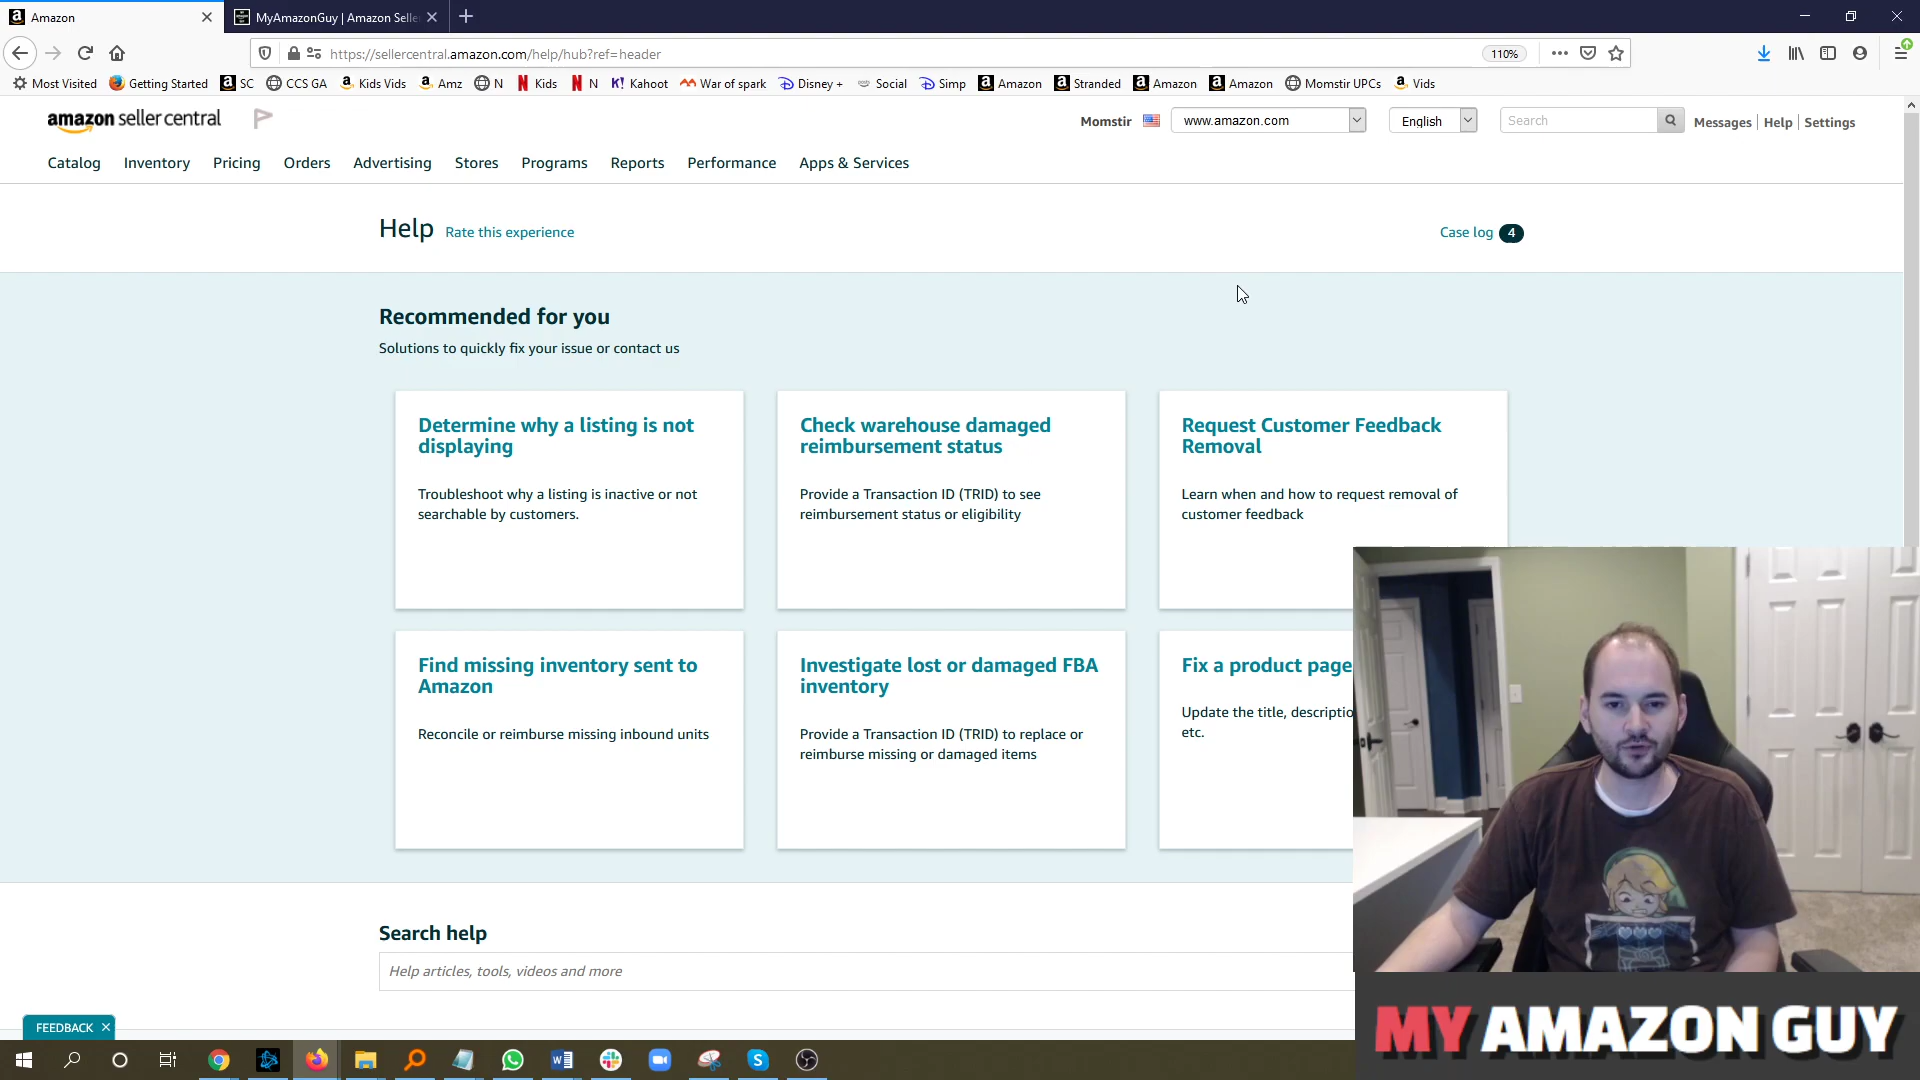 Amazon
MyAmazonGuy | Amazon Selle
https://sellercentral.amazon.com/help/hub?ref=header
110%
Most Visited
Getting Started
SC
CCS GA
Kids Vids
Amz
N
Kids
N
Kahoot
War of spark
Disney +
Social
Simp
Amazon
Stranded
Amazon
Amazon
Momstir UPCs
Vids
amazon seller central
Momstir
www.amazon.com
English
Search
Messages | Help | Settings
Catalog
Inventory
Pricing
Orders
Advertising
Stores
Programs
Reports
Performance
Apps & Services
Help
Rate this experience
Case log 4
Recommended for you
Solutions to quickly fix your issue or contact us
Determine why a listing is not
displaying
Troubleshoot why a listing is inactive or not
searchable by customers.
Check warehouse damaged
reimbursement status
Provide a Transaction ID (TRID) to see
reimbursement status or eligibility
Request Customer Feedback
Removal
Learn when and how to request removal of
customer feedback
Find missing inventory sent to
Amazon
Reconcile or reimburse missing inbound units
Investigate lost or damaged FBA
inventory
Provide a Transaction ID (TRID) to replace or
reimburse missing or damaged items
Fix a product page
Update the title, descriptio
etc.
Search help
Help articles, tools, videos and more
FEEDBACK
MY AMAZON GUY